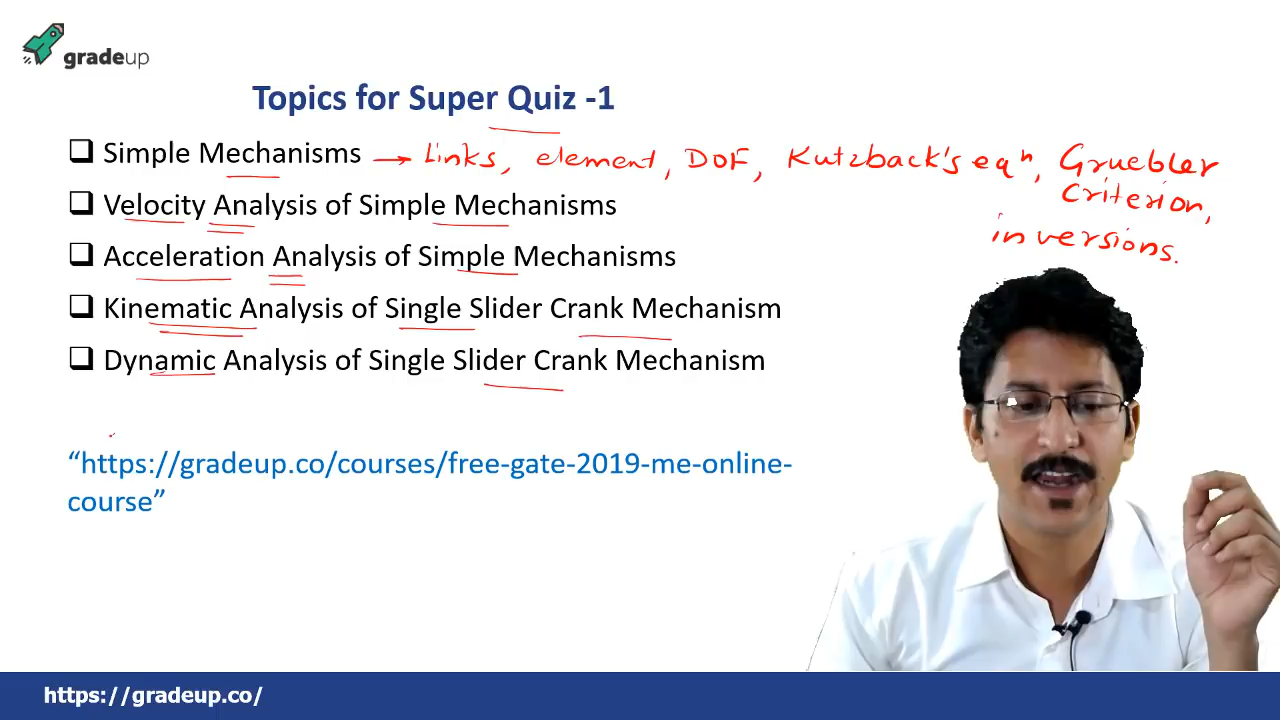 gradeup
Topics for Super Quiz -1
Simple Mechanisms → Links, element, DOF, Kutzback's eqⁿ, Gruebler
criterion,
inversions.
Velocity Analysis of Simple Mechanisms
Acceleration Analysis of Simple Mechanisms
Kinematic Analysis of Single Slider Crank Mechanism
Dynamic Analysis of Single Slider Crank Mechanism
“https://gradeup.co/courses/free-gate-2019-me-online-
course”
https://gradeup.co/